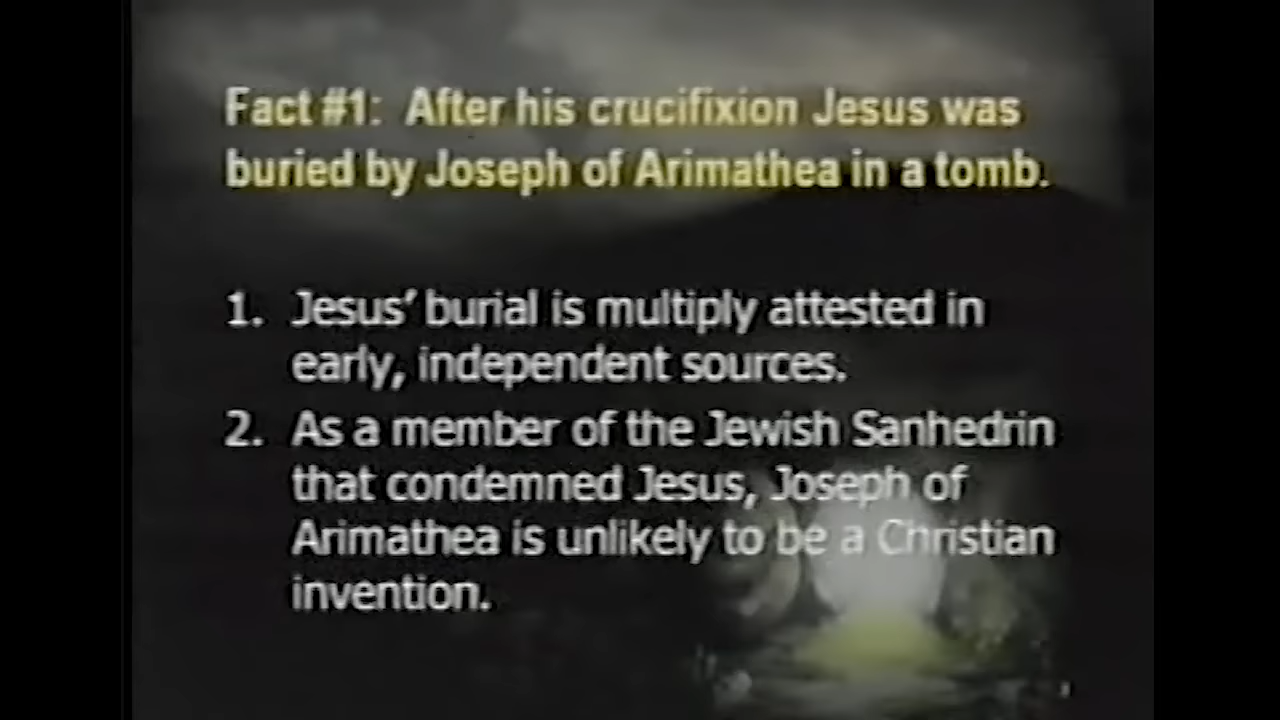 Fact #1: After his crucifixion Jesus was
buried by Joseph of Arimathea in a tomb.
1. Jesus' burial is multiply attested in
early, independent sources.
2. As a member of the Jewish Sanhedrin
that condemned Jesus, Joseph of
Arimathea is unlikely to be a Christian
invention.